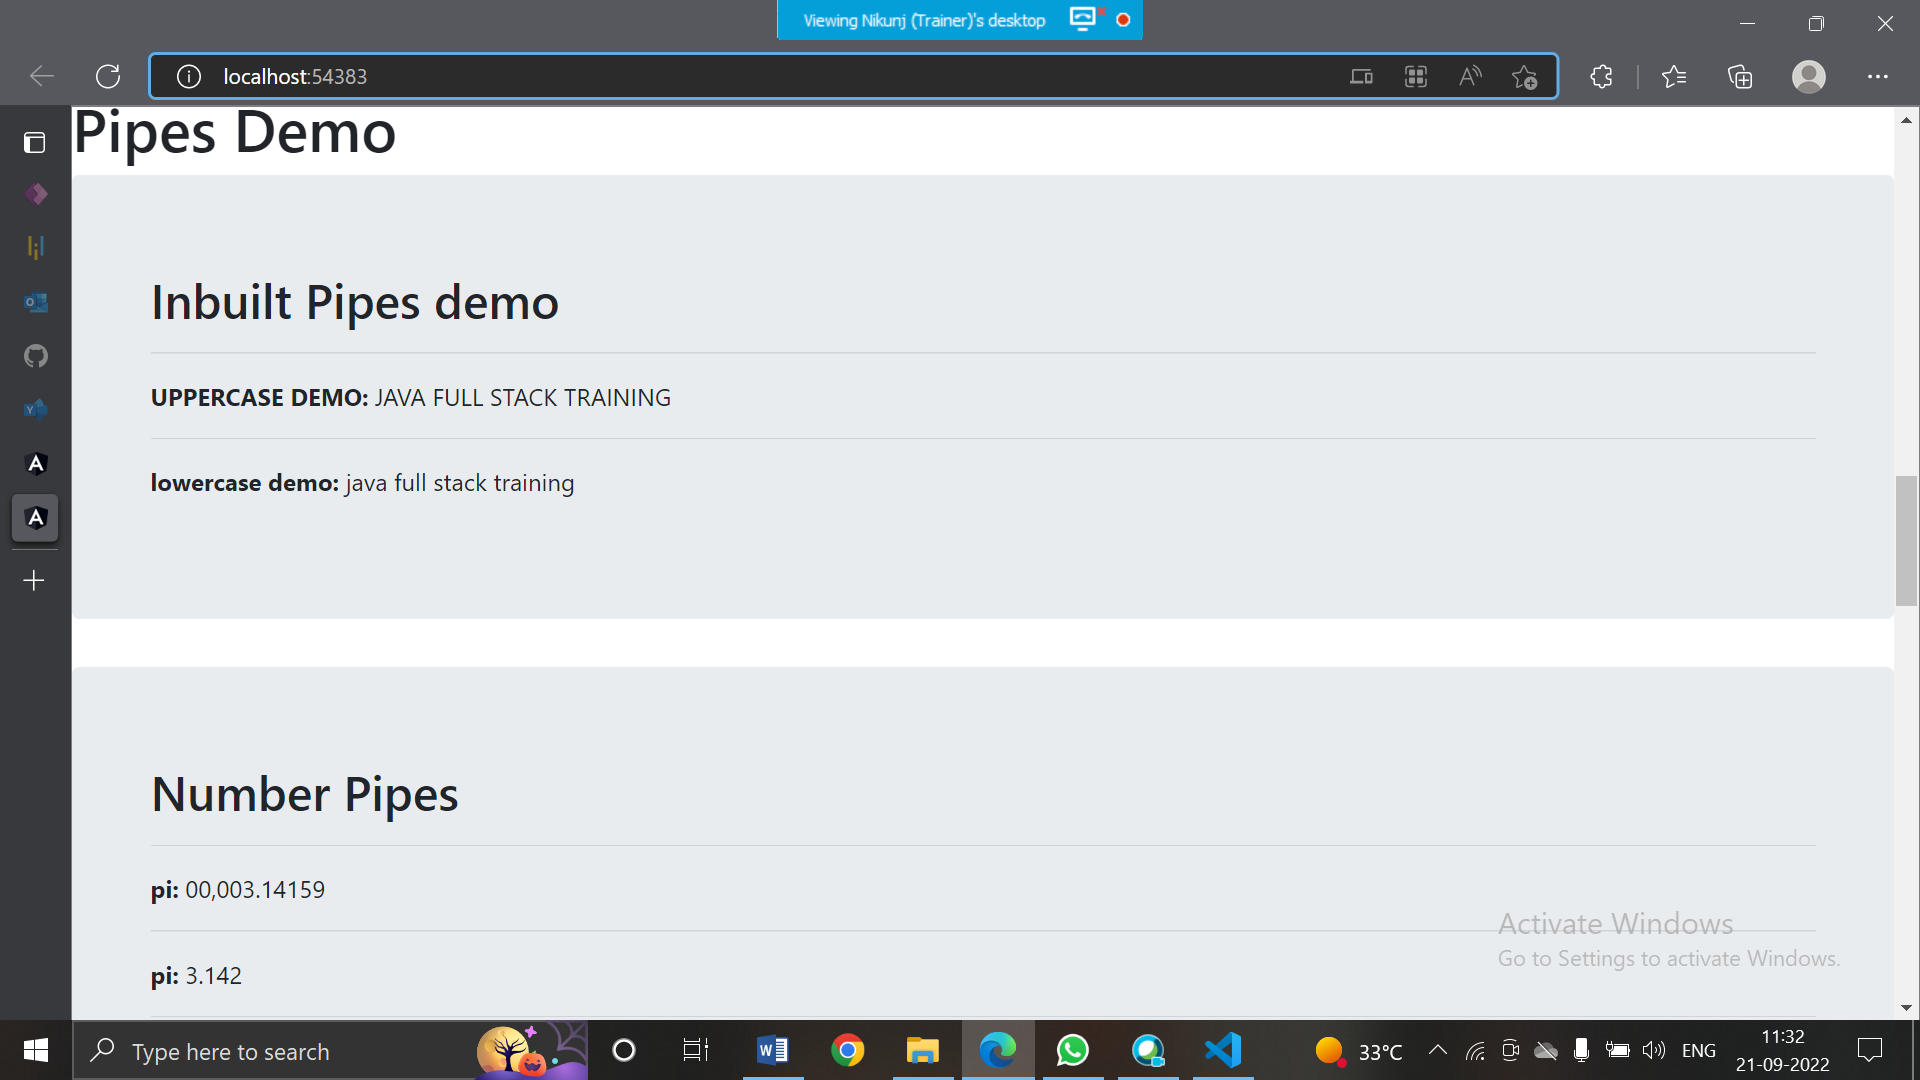 Viewing Nikunj (Trainer)'s desktop
localhost:54383
Pipes Demo
Inbuilt Pipes demo
UPPERCASE DEMO: JAVA FULL STACK TRAINING
lowercase demo: java full stack training
Number Pipes
pi: 00,003.14159
pi: 3.142
Activate Windows
Go to Settings to activate Windows.
Type here to search
33°C
ENG
11:32
21-09-2022